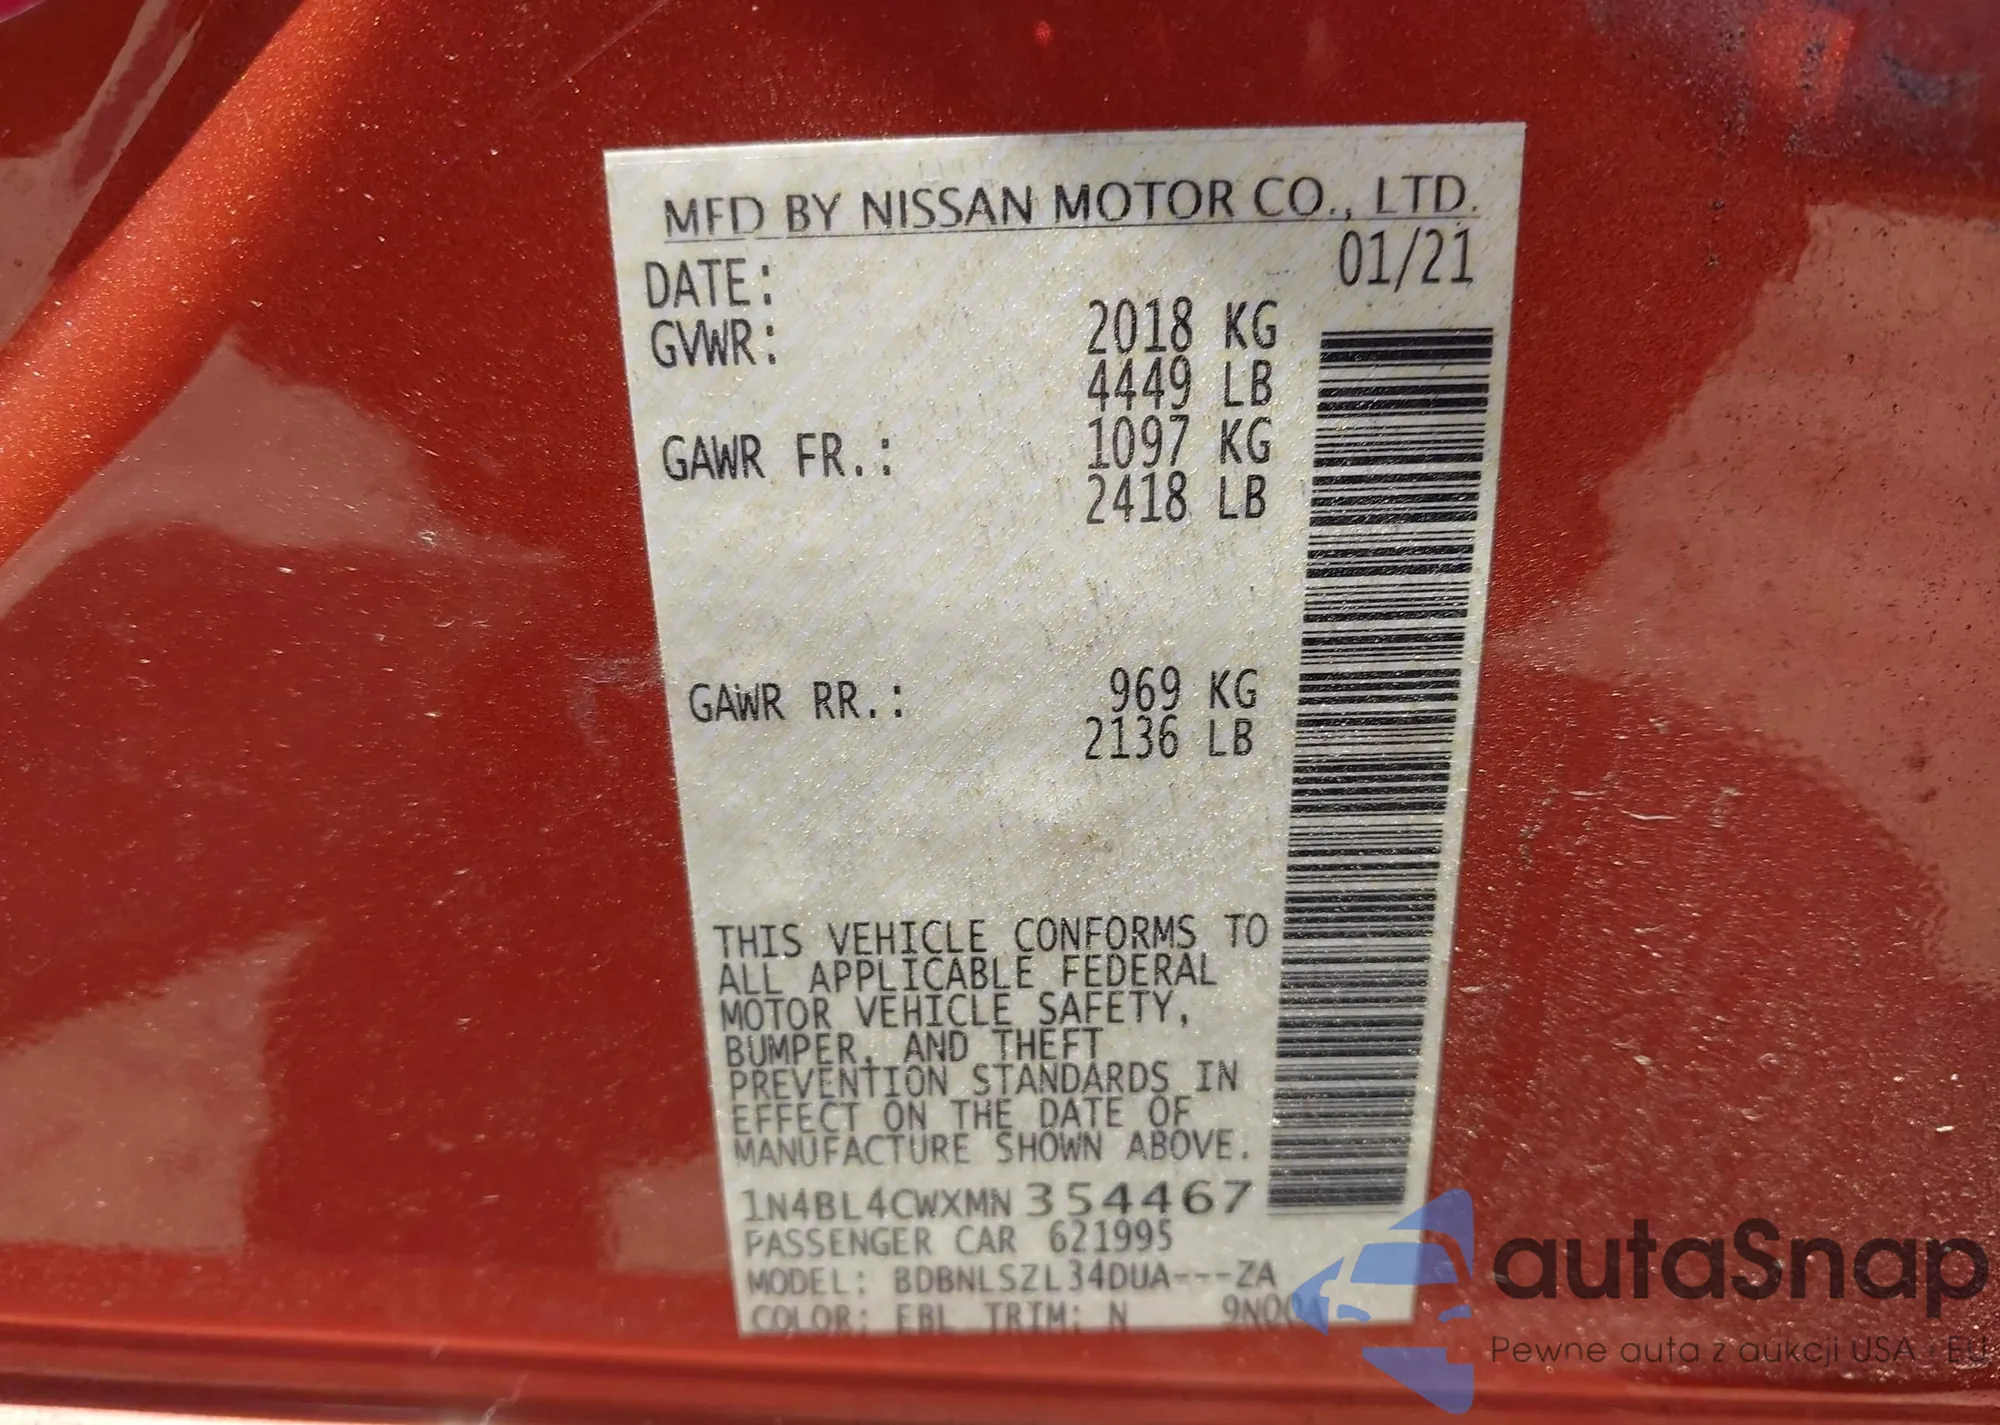 MFD BY NISSAN MOTOR CO., LTD.
DATE: 01/21
GVWR: 2018 KG
4449 LB
GAWR FR.: 1097 KG
2418 LB
GAWR RR.: 969 KG
2136 LB
THIS VEHICLE CONFORMS TO
ALL APPLICABLE FEDERAL
MOTOR VEHICLE SAFETY,
BUMPER, AND THEFT
PREVENTION STANDARDS IN
EFFECT ON THE DATE OF
MANUFACTURE SHOWN ABOVE.
1N4BL4CWXMN354467
PASSENGER CAR 621995
MODEL: BDBNLSZL34DUA---ZA
COLOR: EBL TRIM: N
autaSnap
Pewne auta z aukcji USA · EU